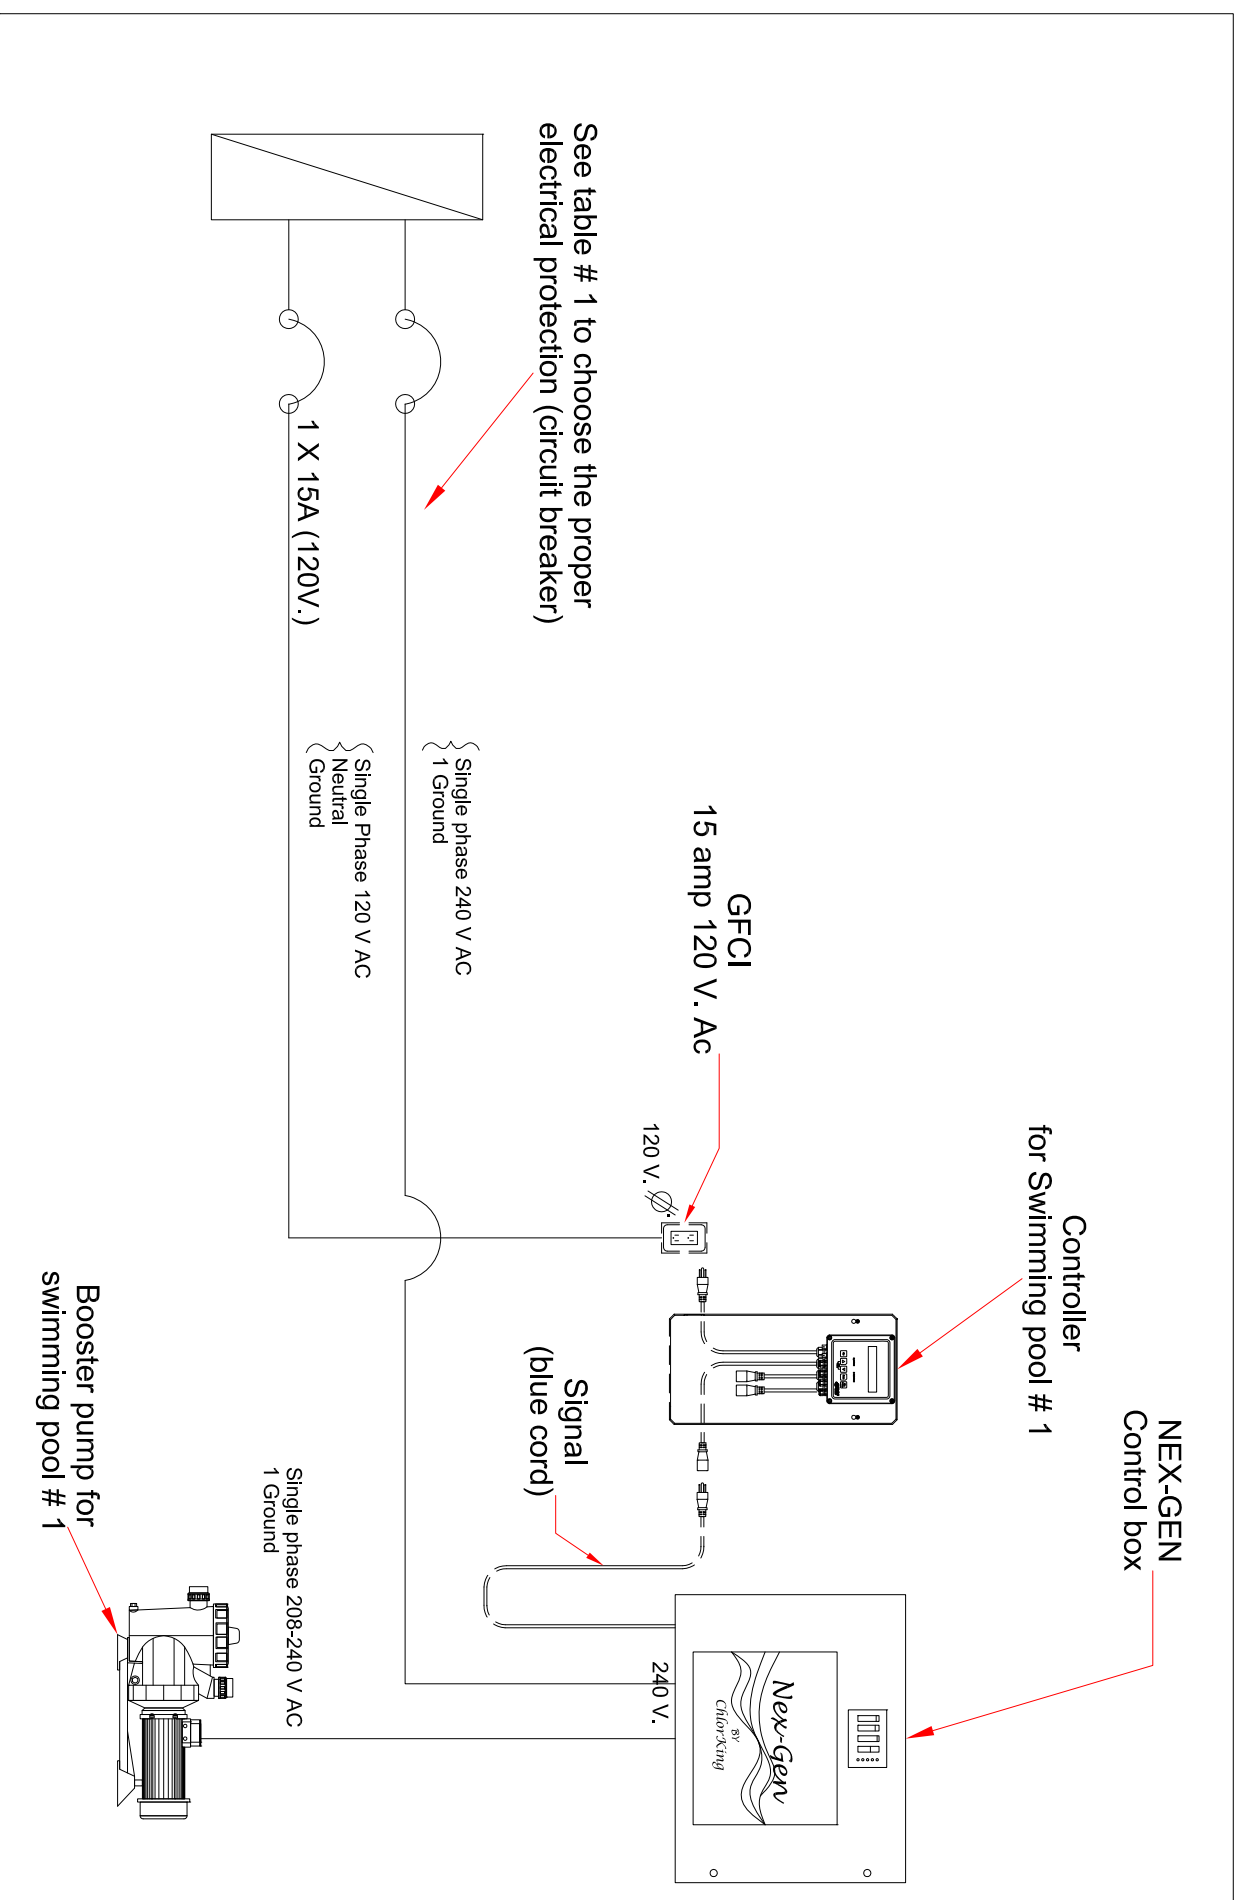 NEX-GEN
Control box
Controller
for Swimming pool # 1
GFCI
15 amp 120 V. Ac
120 V.
See table # 1 to choose the proper
electrical protection (circuit breaker)
Single phase 240 V AC
1 Ground
1 X 15A (120V.)
Single Phase 120 V AC
Neutral
Ground
Signal
(blue cord)
240 V.
Nex-Gen
BY
ChlorKing
Single phase 208-240 V AC
1 Ground
Booster pump for
swimming pool # 1